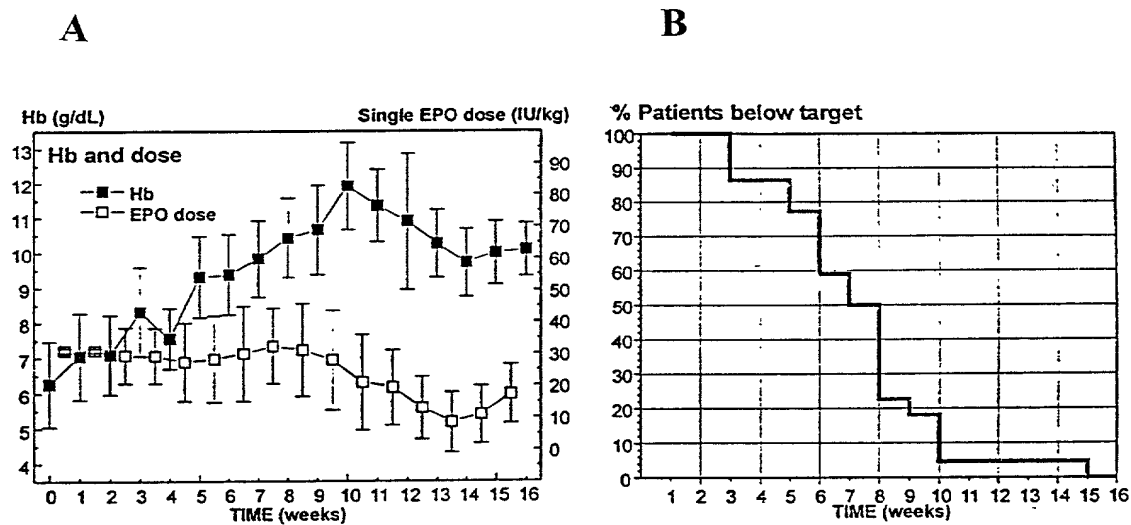 A
Hb (g/dL)
Single EPO dose (IU/kg)
Hb and dose
Hb
EPO dose
13
12
11
10
9
8
7
6
5
4
90
80
70
60
50
40
30
20
10
0
0 1 2 3 4 5 6 7 8 9 10 11 12 13 14 15 16
TIME (weeks)
B
% Patients below target
100
90
80
70
60
50
40
30
20
10
0
1 2 3 4 5 6 7 8 9 10 11 12 13 14 15 16
TIME (weeks)